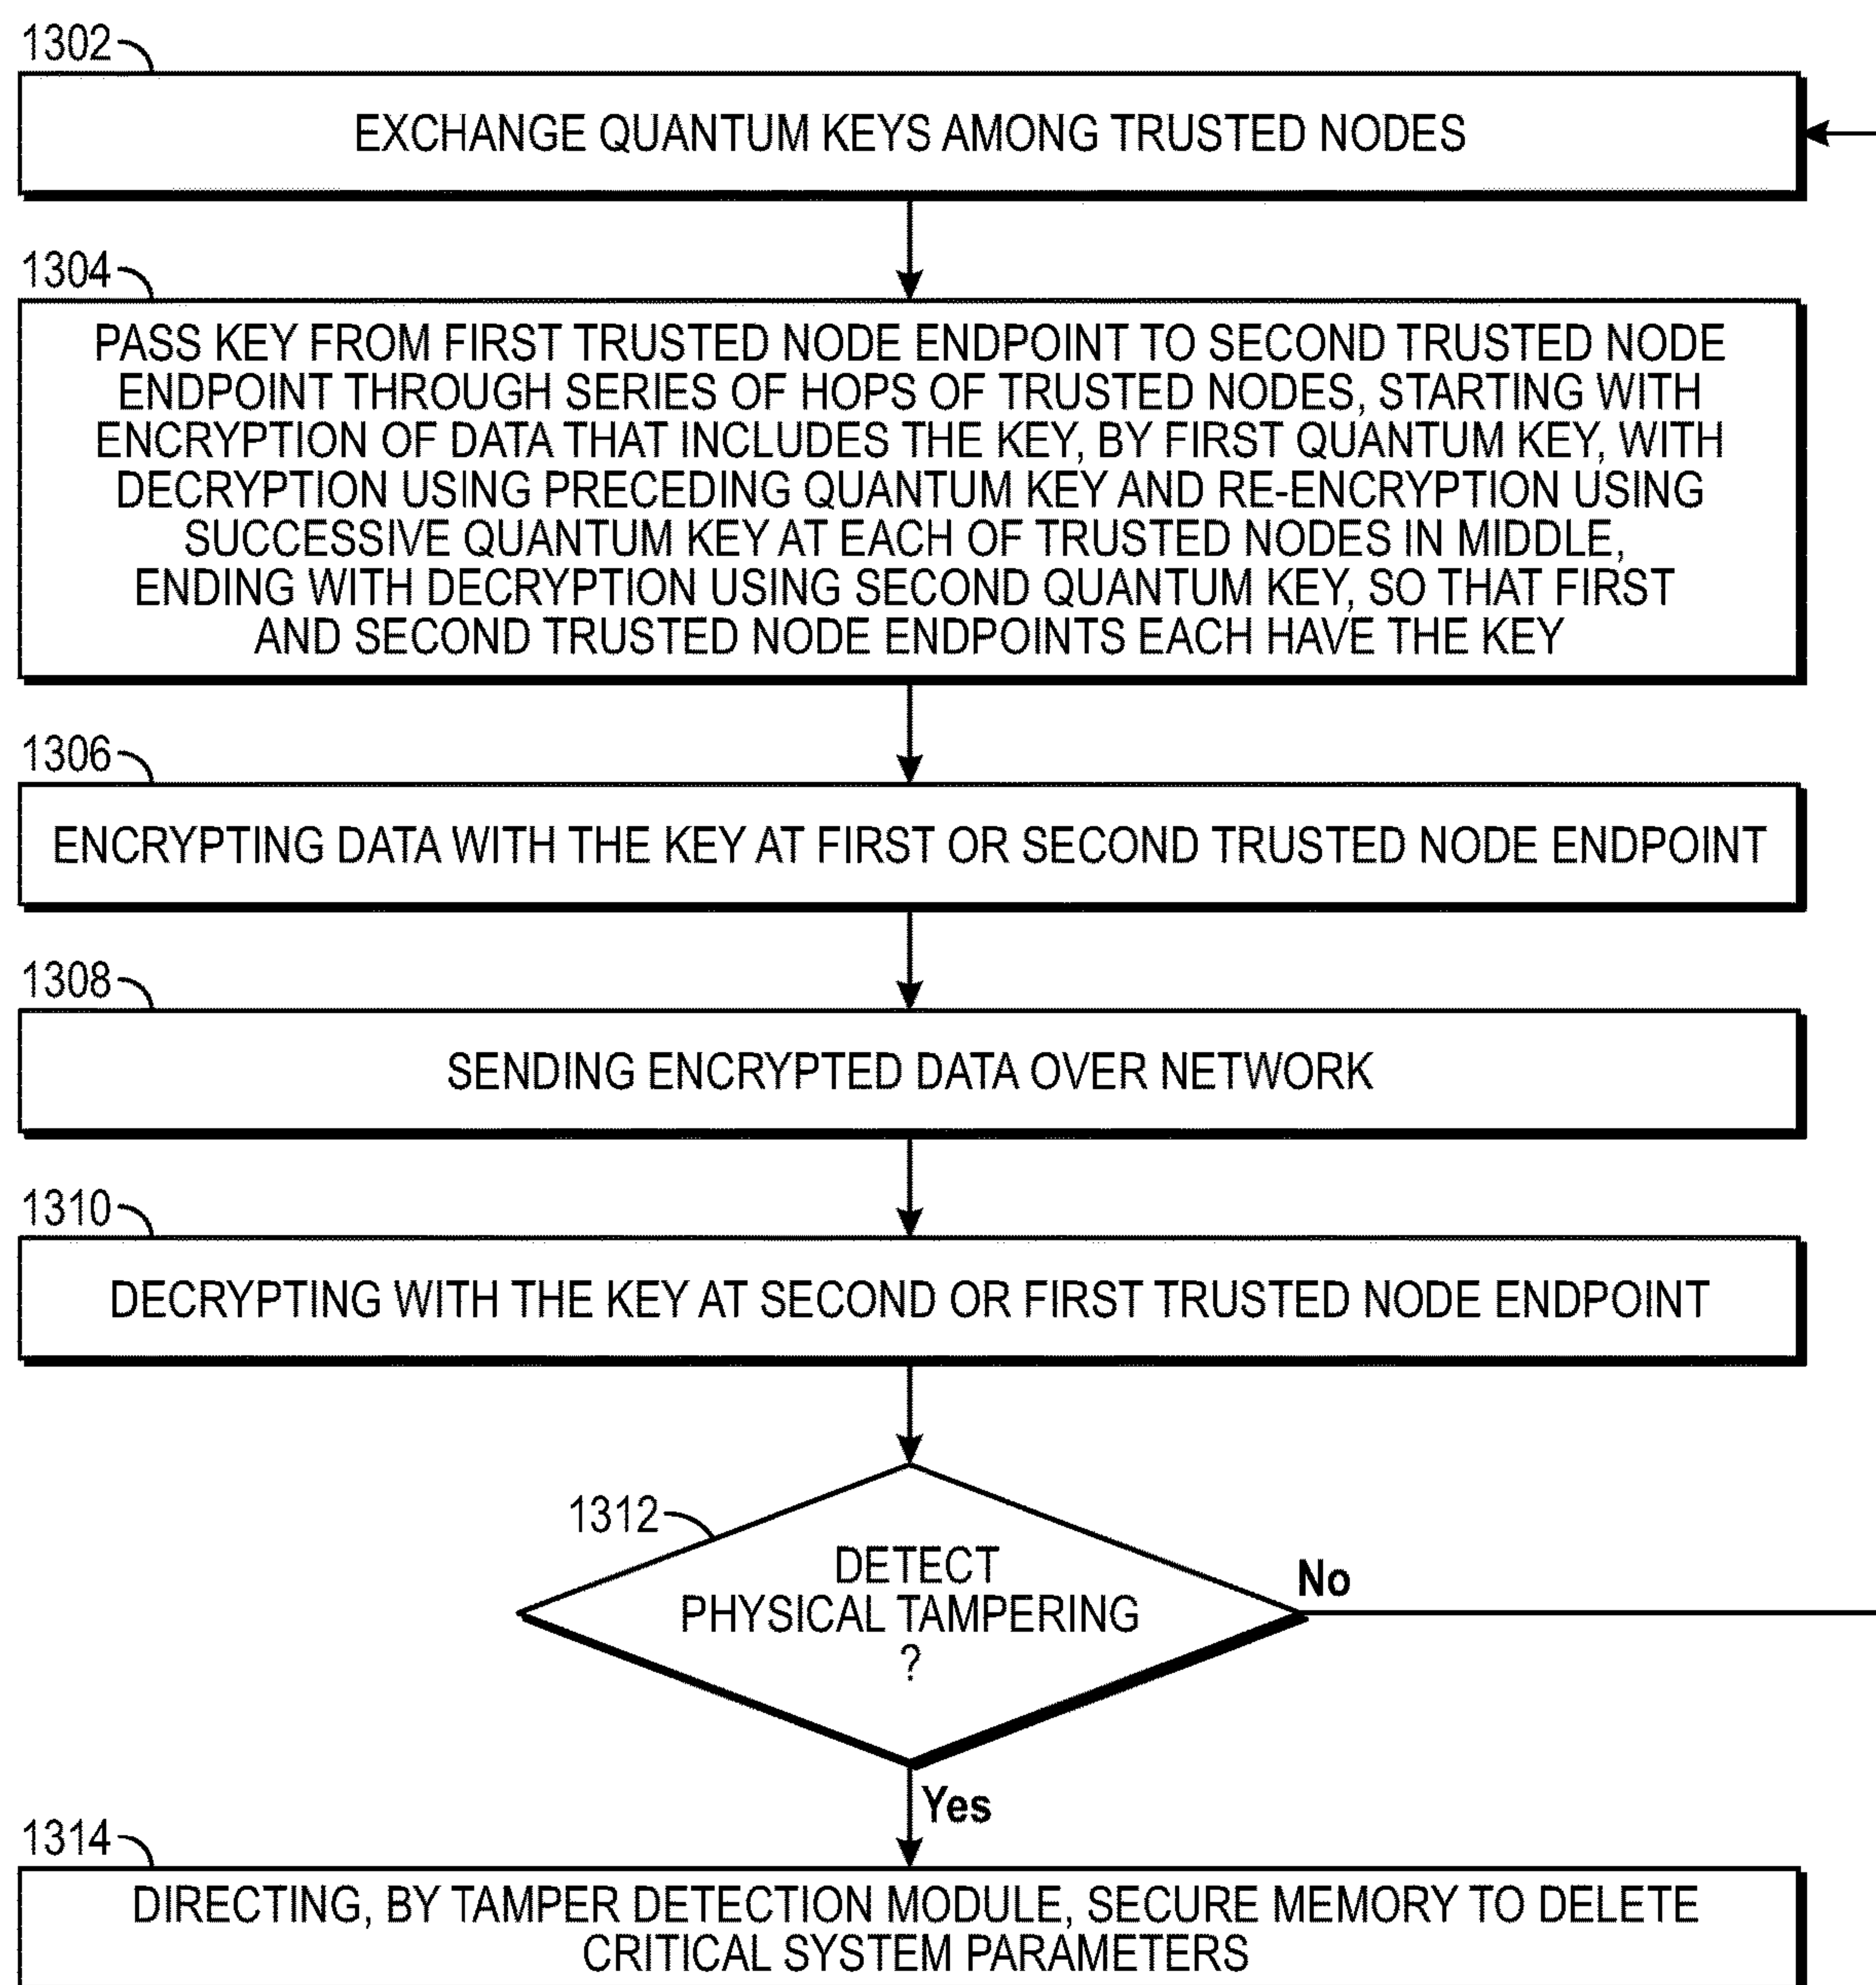 1302
EXCHANGE QUANTUM KEYS AMONG TRUSTED NODES
1304
PASS KEY FROM FIRST TRUSTED NODE ENDPOINT TO SECOND TRUSTED NODE
ENDPOINT THROUGH SERIES OF HOPS OF TRUSTED NODES, STARTING WITH
ENCRYPTION OF DATA THAT INCLUDES THE KEY, BY FIRST QUANTUM KEY, WITH
DECRYPTION USING PRECEDING QUANTUM KEY AND RE-ENCRYPTION USING
SUCCESSIVE QUANTUM KEY AT EACH OF TRUSTED NODES IN MIDDLE,
ENDING WITH DECRYPTION USING SECOND QUANTUM KEY, SO THAT FIRST
AND SECOND TRUSTED NODE ENDPOINTS EACH HAVE THE KEY
1306
ENCRYPTING DATA WITH THE KEY AT FIRST OR SECOND TRUSTED NODE ENDPOINT
1308
SENDING ENCRYPTED DATA OVER NETWORK
1310
DECRYPTING WITH THE KEY AT SECOND OR FIRST TRUSTED NODE ENDPOINT
1312
DETECT
PHYSICAL TAMPERING
?
No
Yes
1314
DIRECTING, BY TAMPER DETECTION MODULE, SECURE MEMORY TO DELETE
CRITICAL SYSTEM PARAMETERS